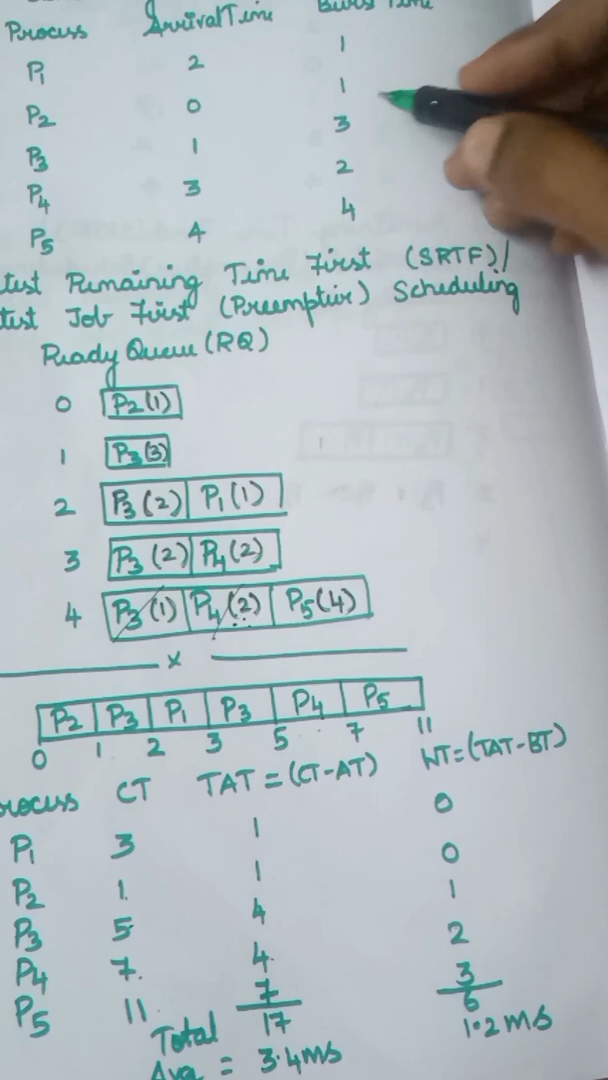 Process Arrival Time Burst Time
P1 2 1
P2 0 1
P3 1 3
P4 3 2
P5 4 4
Remaining Time First (SRTF)/
Job First (Preemptive) Scheduling
Ready Queue (RQ)
0 P2(1)
1 P3(3)
2 P3(2) P1(1)
3 P3(2) P4(2)
4 P3(1) P4(2) P5(4)
x
P2 P3 P1 P3 P4 P5
0 1 2 3 5 7 11
CT TAT=(CT-AT) WT=(TAT-BT)
P1 3 1 0
P2 1 1 0
P3 5 4 1
P4 7 4 2
P5 11 7 3
Total 17 6
Avg = 3.4ms 1.2ms